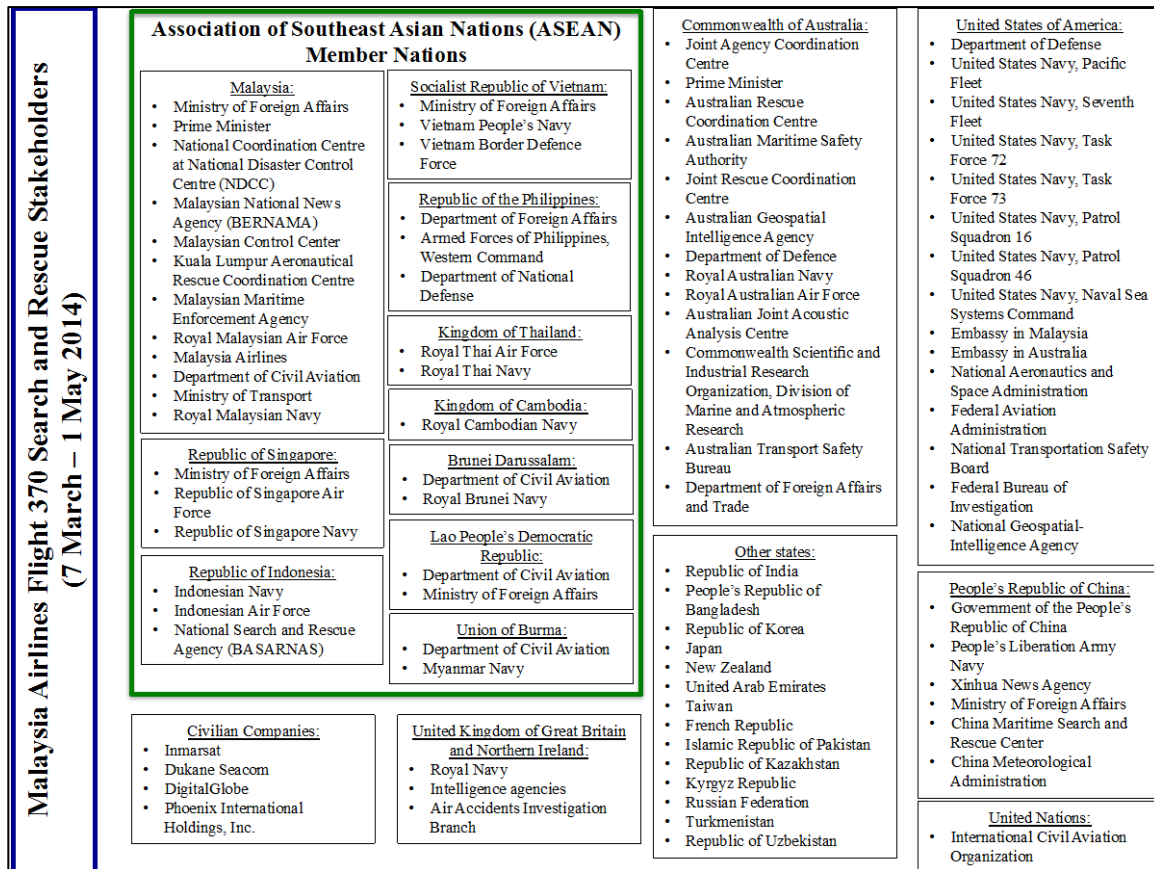 Malaysia Airlines Flight 370 Search and Rescue Stakeholders
(7 March – 1 May 2014)
Association of Southeast Asian Nations (ASEAN)
Member Nations
Malaysia:
• Ministry of Foreign Affairs
• Prime Minister
• National Coordination Centre
at National Disaster Control
Centre (NDCC)
• Malaysian National News
Agency (BERNAMA)
• Malaysian Control Center
• Kuala Lumpur Aeronautical
Rescue Coordination Centre
• Malaysian Maritime
Enforcement Agency
• Royal Malaysian Air Force
• Malaysia Airlines
• Department of Civil Aviation
• Ministry of Transport
• Royal Malaysian Navy
Republic of Singapore:
• Ministry of Foreign Affairs
• Republic of Singapore Air
Force
• Republic of Singapore Navy
Republic of Indonesia:
• Indonesian Navy
• Indonesian Air Force
• National Search and Rescue
Agency (BASARNAS)
Socialist Republic of Vietnam:
• Ministry of Foreign Affairs
• Vietnam People's Navy
• Vietnam Border Defence
Force
Republic of the Philippines:
• Department of Foreign Affairs
• Armed Forces of Philippines,
Western Command
• Department of National
Defense
Kingdom of Thailand:
• Royal Thai Air Force
• Royal Thai Navy
Kingdom of Cambodia:
• Royal Cambodian Navy
Brunei Darussalam:
• Department of Civil Aviation
• Royal Brunei Navy
Lao People's Democratic
Republic:
• Department of Civil Aviation
• Ministry of Foreign Affairs
Union of Burma:
• Department of Civil Aviation
• Myanmar Navy
Civilian Companies:
• Inmarsat
• Dukane Seacom
• DigitalGlobe
• Phoenix International
Holdings, Inc.
United Kingdom of Great Britain
and Northern Ireland:
• Royal Navy
• Intelligence agencies
• Air Accidents Investigation
Branch
Commonwealth of Australia:
• Joint Agency Coordination
Centre
• Prime Minister
• Australian Rescue
Coordination Centre
• Australian Maritime Safety
Authority
• Joint Rescue Coordination
Centre
• Australian Geospatial
Intelligence Agency
• Department of Defence
• Royal Australian Navy
• Royal Australian Air Force
• Australian Joint Acoustic
Analysis Centre
• Commonwealth Scientific and
Industrial Research
Organization, Division of
Marine and Atmospheric
Research
• Australian Transport Safety
Bureau
• Department of Foreign Affairs
and Trade
Other states:
• Republic of India
• People's Republic of
Bangladesh
• Republic of Korea
• Japan
• New Zealand
• United Arab Emirates
• Taiwan
• French Republic
• Islamic Republic of Pakistan
• Republic of Kazakhstan
• Kyrgyz Republic
• Russian Federation
• Turkmenistan
• Republic of Uzbekistan
United States of America:
• Department of Defense
• United States Navy, Pacific
Fleet
• United States Navy, Seventh
Fleet
• United States Navy, Task
Force 72
• United States Navy, Task
Force 73
• United States Navy, Patrol
Squadron 16
• United States Navy, Patrol
Squadron 46
• United States Navy, Naval Sea
Systems Command
• Embassy in Malaysia
• Embassy in Australia
• National Aeronautics and
Space Administration
• Federal Aviation
Administration
• National Transportation Safety
Board
• Federal Bureau of
Investigation
• National Geospatial-
Intelligence Agency
People's Republic of China:
• Government of the People's
Republic of China
• People's Liberation Army
Navy
• Xinhua News Agency
• Ministry of Foreign Affairs
• China Maritime Search and
Rescue Center
• China Meteorological
Administration
United Nations:
• International Civil Aviation
Organization